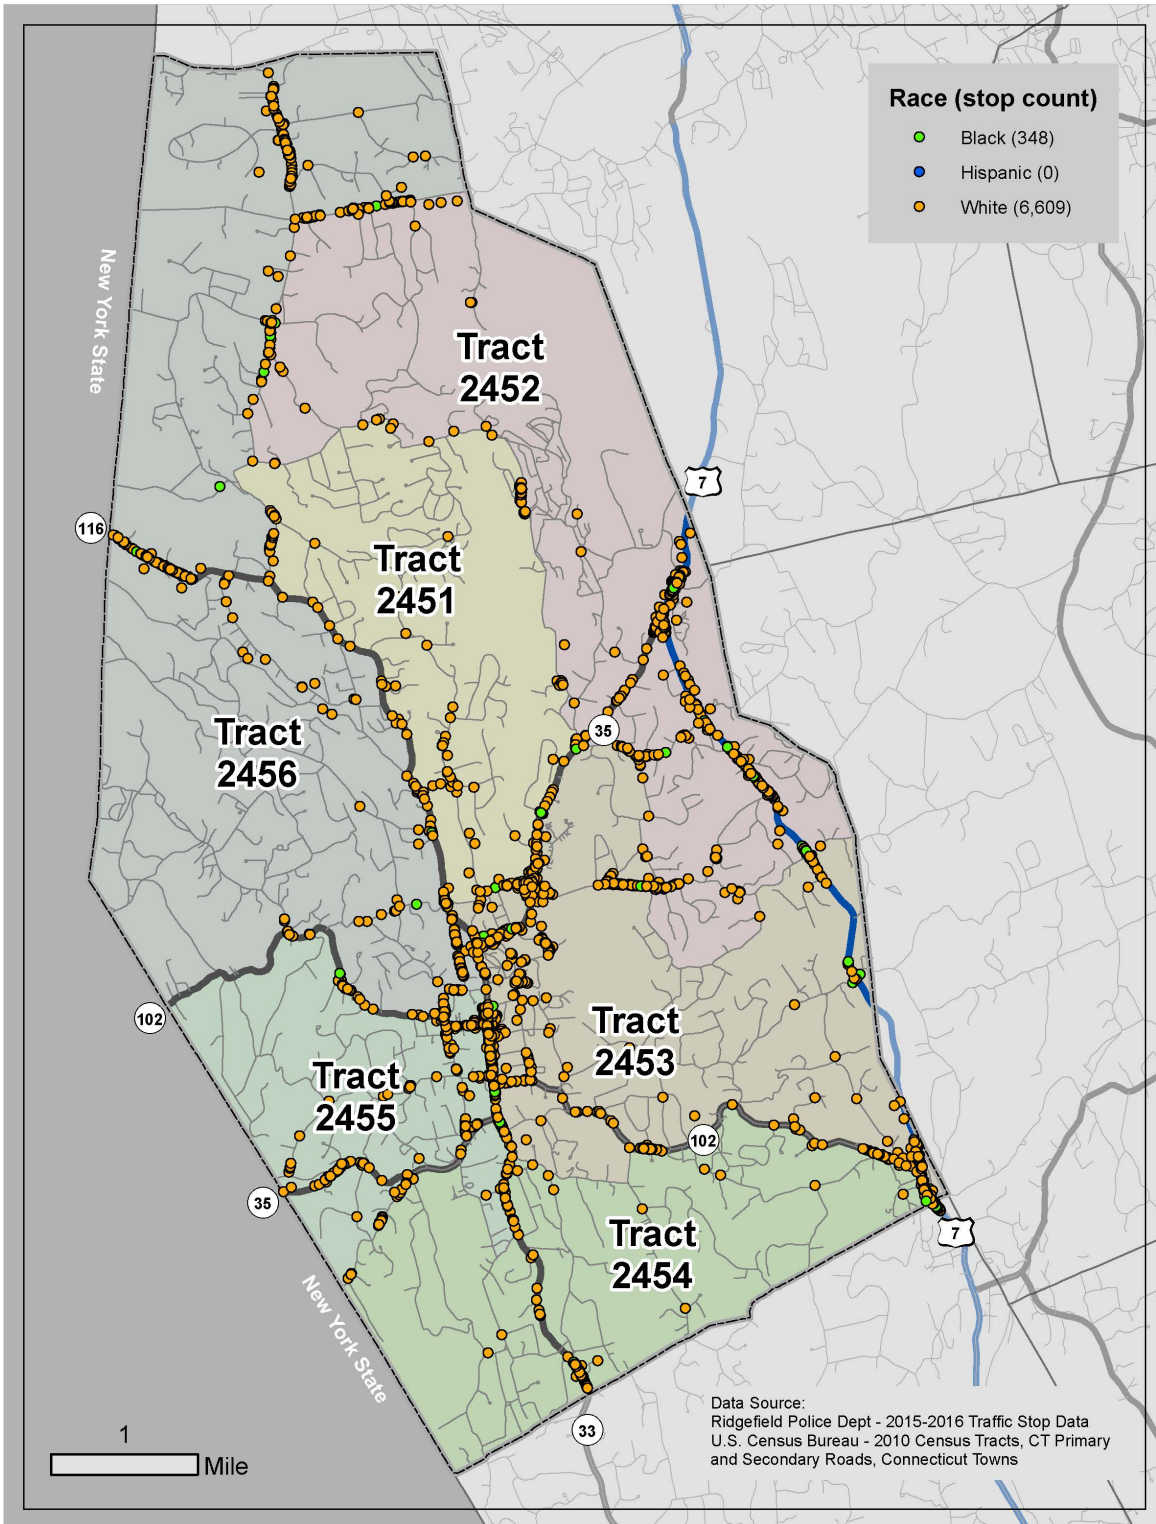 Race (stop count)
Black (348)
Hispanic (0)
White (6,609)
New York State
Tract
2452
7
116
Tract
2451
35
Tract
2456
102
Tract
2453
Tract
2455
102
35
7
Tract
2454
New York State
33
1
Mile
Data Source:
Ridgefield Police Dept - 2015-2016 Traffic Stop Data
U.S. Census Bureau - 2010 Census Tracts, CT Primary
and Secondary Roads, Connecticut Towns